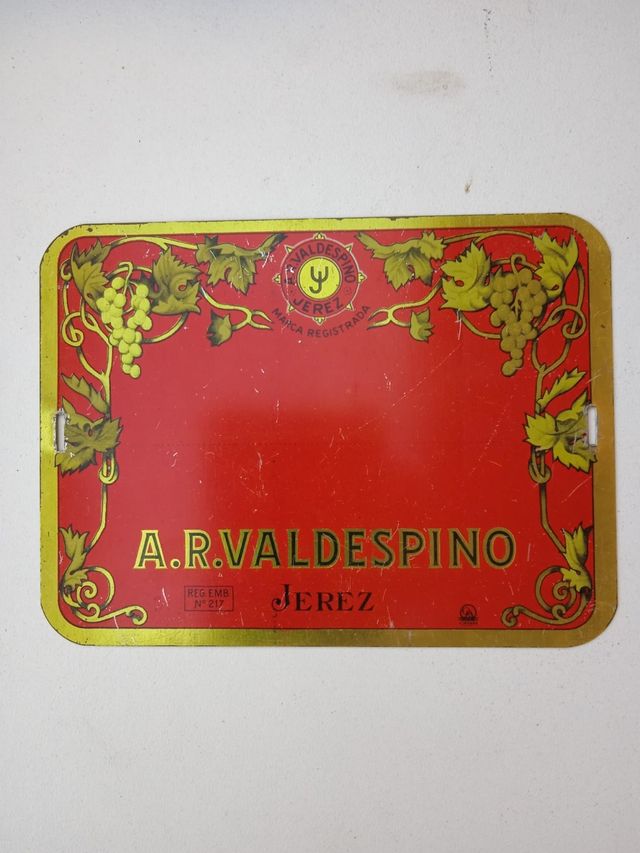 A.R.VALDESPINO
JEREZ
MARCA REGISTRADA
A.R.VALDESPINO
JEREZ
REG. EMB.
Nº 217